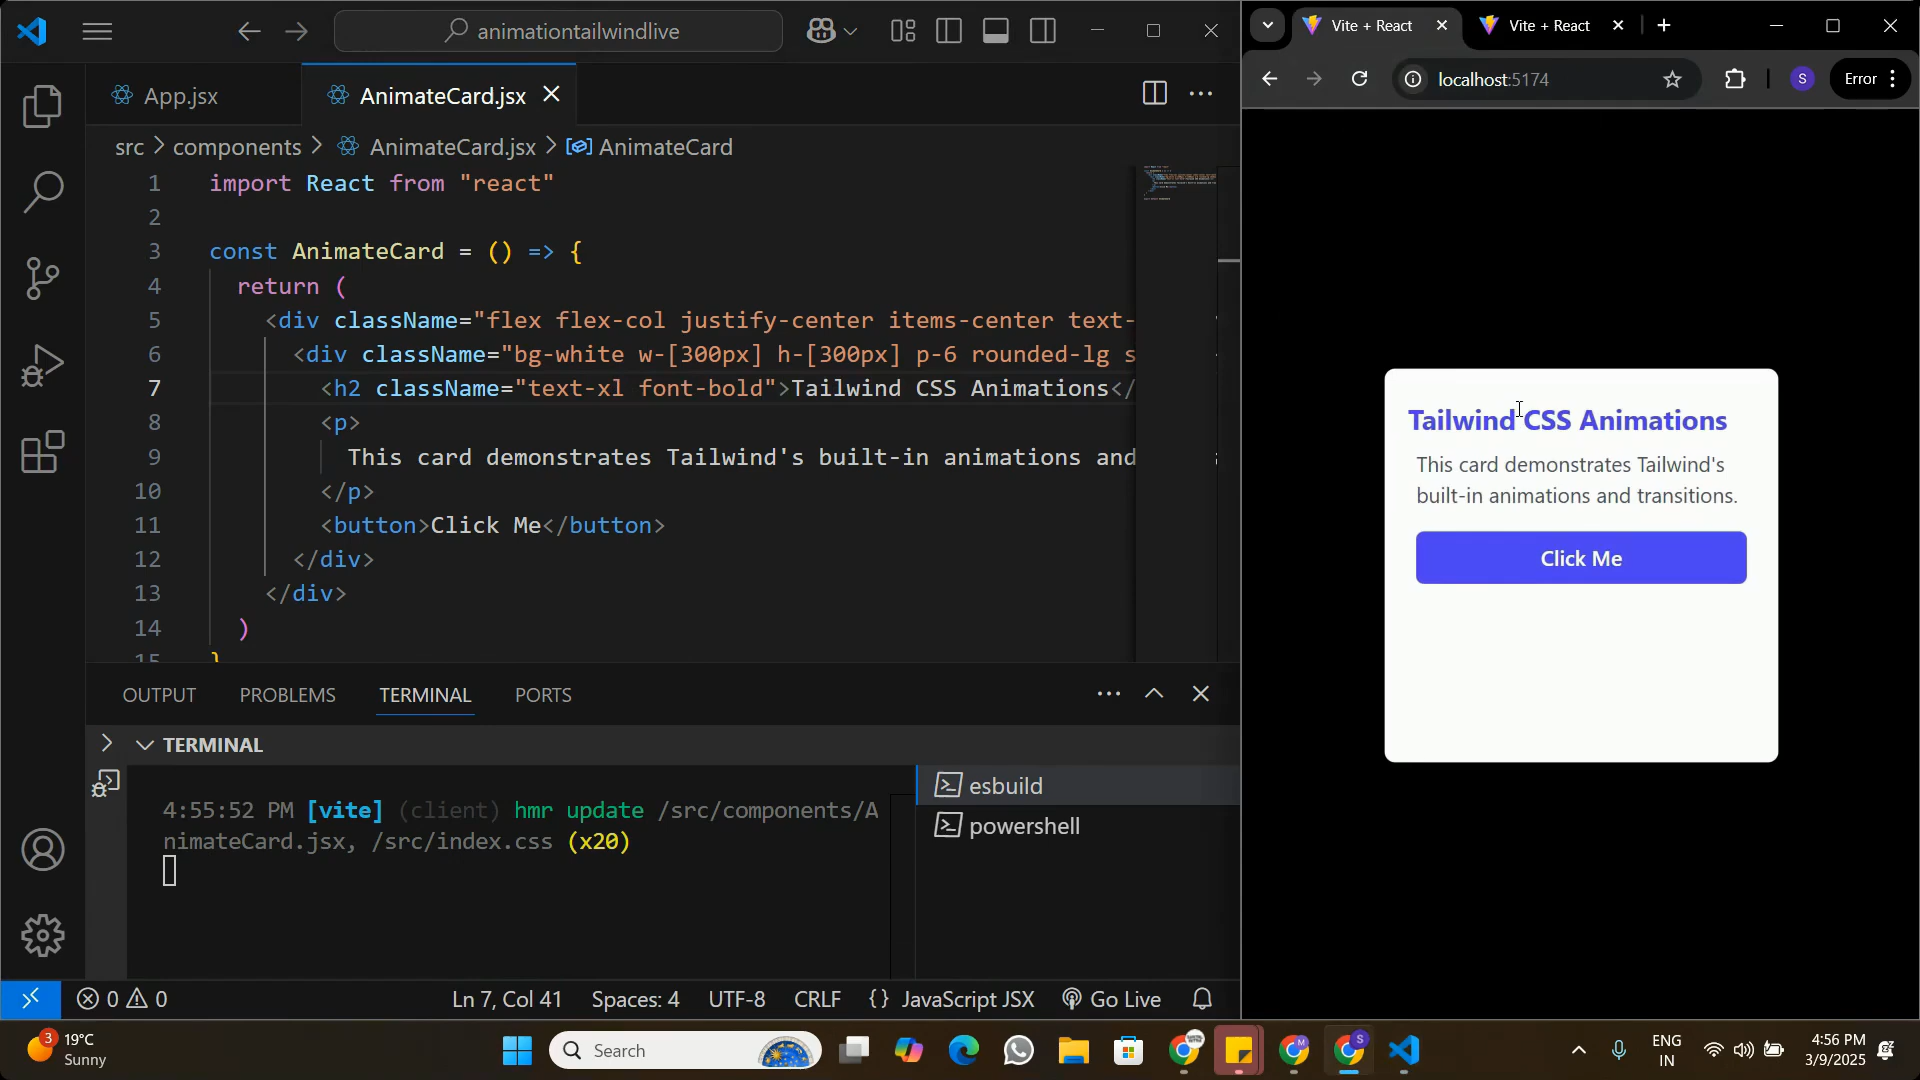 animationtailwindlive
App.jsx
AnimateCard.jsx
src > components > AnimateCard.jsx > AnimateCard
1 import React from "react"
2
3 const AnimateCard = () => {
4 return (
5 <div className="flex flex-col justify-center items-center text-
6 <div className="bg-white w-[300px] h-[300px] p-6 rounded-lg s
7 <h2 className="text-xl font-bold">Tailwind CSS Animations</
8 <p>
9 This card demonstrates Tailwind's built-in animations and
10 </p>
11 <button>Click Me</button>
12 </div>
13 </div>
14 )
15 }
OUTPUT PROBLEMS TERMINAL PORTS
TERMINAL
4:55:52 PM [vite] (client) hmr update /src/components/A
nimateCard.jsx, /src/index.css (x20)
esbuild
powershell
0 0 Ln 7, Col 41 Spaces: 4 UTF-8 CRLF {} JavaScript JSX Go Live
Vite + React
Vite + React
localhost:5174
S
Error
Tailwind CSS Animations
This card demonstrates Tailwind's
built-in animations and transitions.
Click Me
3
19°C
Sunny
Search
ENG
IN
4:56 PM
3/9/2025